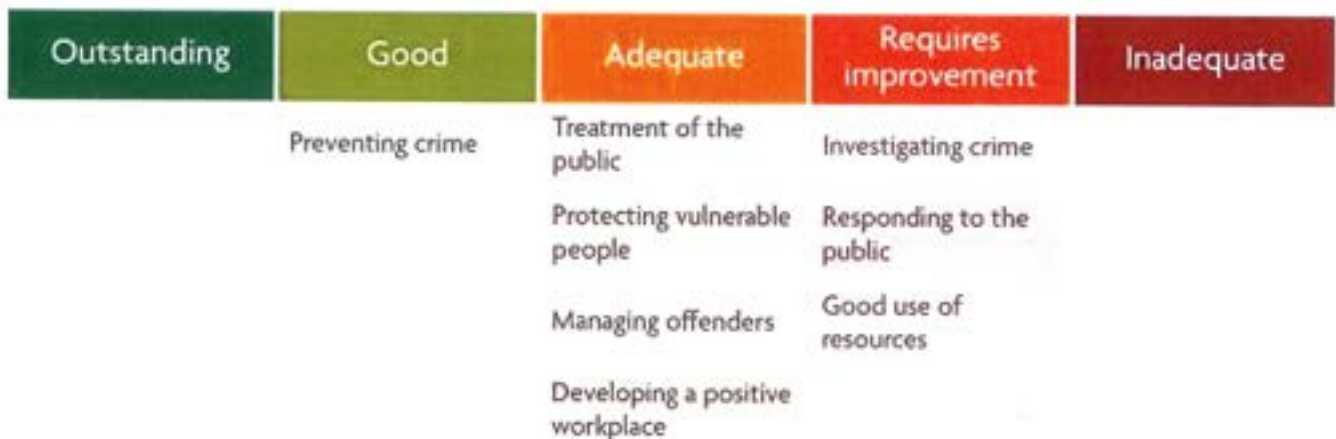 Outstanding
Good
Adequate
Requires
improvement
Inadequate
Preventing crime
Treatment of the
public
Protecting vulnerable
people
Managing offenders
Developing a positive
workplace
Investigating crime
Responding to the
public
Good use of
resources